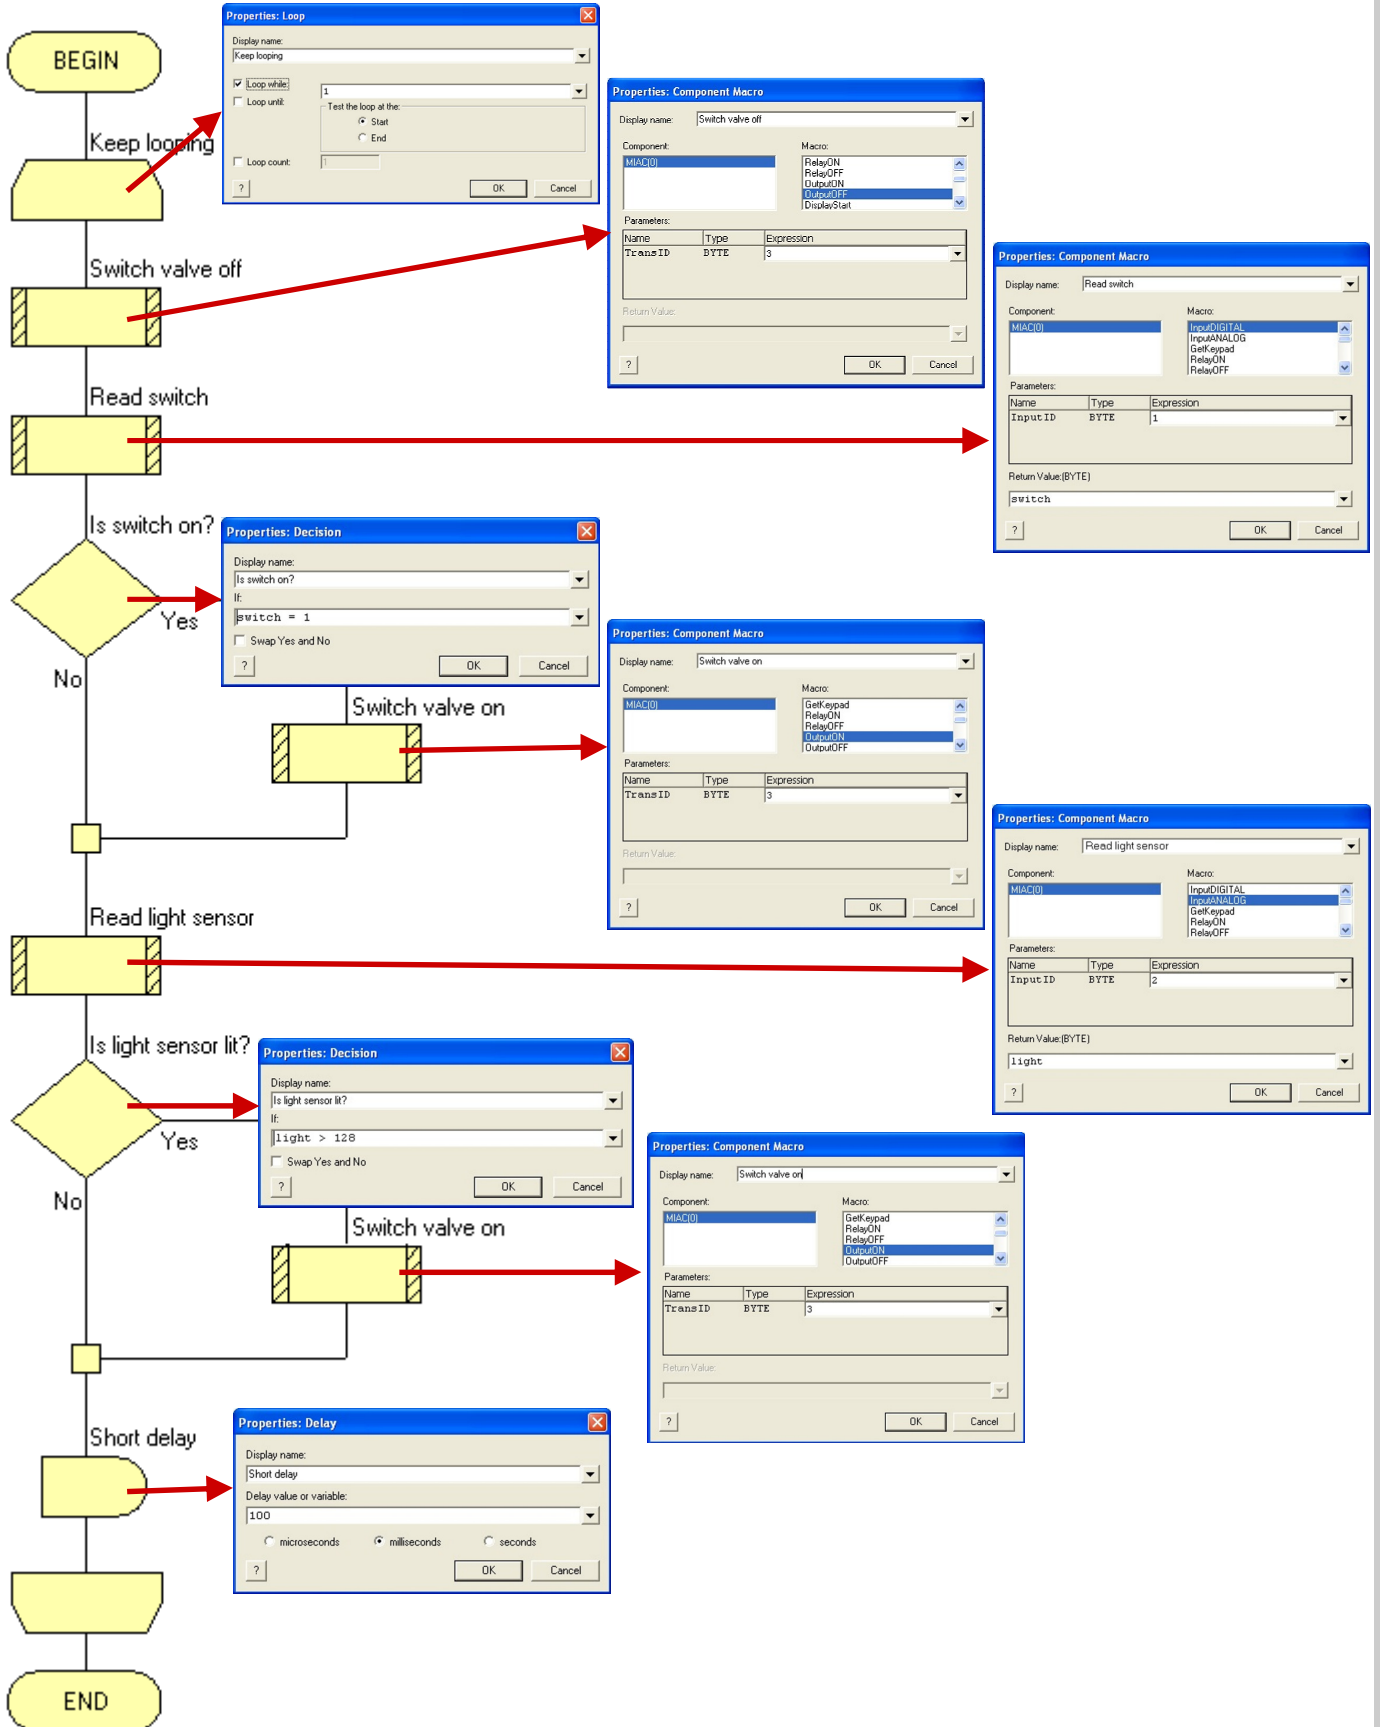 BEGIN
Keep looping
Properties: Loop
Display name:
Keep looping
Loop while:
1
Loop until:
Test the loop at the:
Start
End
Loop count:
1
?
OK
Cancel
Switch valve off
Properties: Component Macro
Display name:
Switch valve off
Component:
Macro:
MIAC(0)
RelayON
RelayOFF
OutputON
OutputOFF
DisplayStart
Parameters:
Name Type Expression
TransID BYTE 3
Return Value:
?
OK
Cancel
Read switch
Properties: Component Macro
Display name:
Read switch
Component:
Macro:
MIAC(0)
InputDIGITAL
InputANALOG
GetKeypad
RelayON
RelayOFF
Parameters:
Name Type Expression
InputID BYTE 1
Return Value:(BYTE)
switch
?
OK
Cancel
Is switch on?
Yes
No
Properties: Decision
Display name:
Is switch on?
If:
switch = 1
Swap Yes and No
?
OK
Cancel
Switch valve on
Properties: Component Macro
Display name:
Switch valve on
Component:
Macro:
MIAC(0)
GetKeypad
RelayON
RelayOFF
OutputON
OutputOFF
Parameters:
Name Type Expression
TransID BYTE 3
Return Value:
?
OK
Cancel
Read light sensor
Properties: Component Macro
Display name:
Read light sensor
Component:
Macro:
MIAC(0)
InputDIGITAL
InputANALOG
GetKeypad
RelayON
RelayOFF
Parameters:
Name Type Expression
InputID BYTE 2
Return Value:(BYTE)
light
?
OK
Cancel
Is light sensor lit?
Yes
No
Properties: Decision
Display name:
Is light sensor lit?
If:
light > 128
Swap Yes and No
?
OK
Cancel
Switch valve on
Properties: Component Macro
Display name:
Switch valve on
Component:
Macro:
MIAC(0)
GetKeypad
RelayON
RelayOFF
OutputON
OutputOFF
Parameters:
Name Type Expression
TransID BYTE 3
Return Value:
?
OK
Cancel
Short delay
Properties: Delay
Display name:
Short delay
Delay value or variable:
100
microseconds
milliseconds
seconds
?
OK
Cancel
END